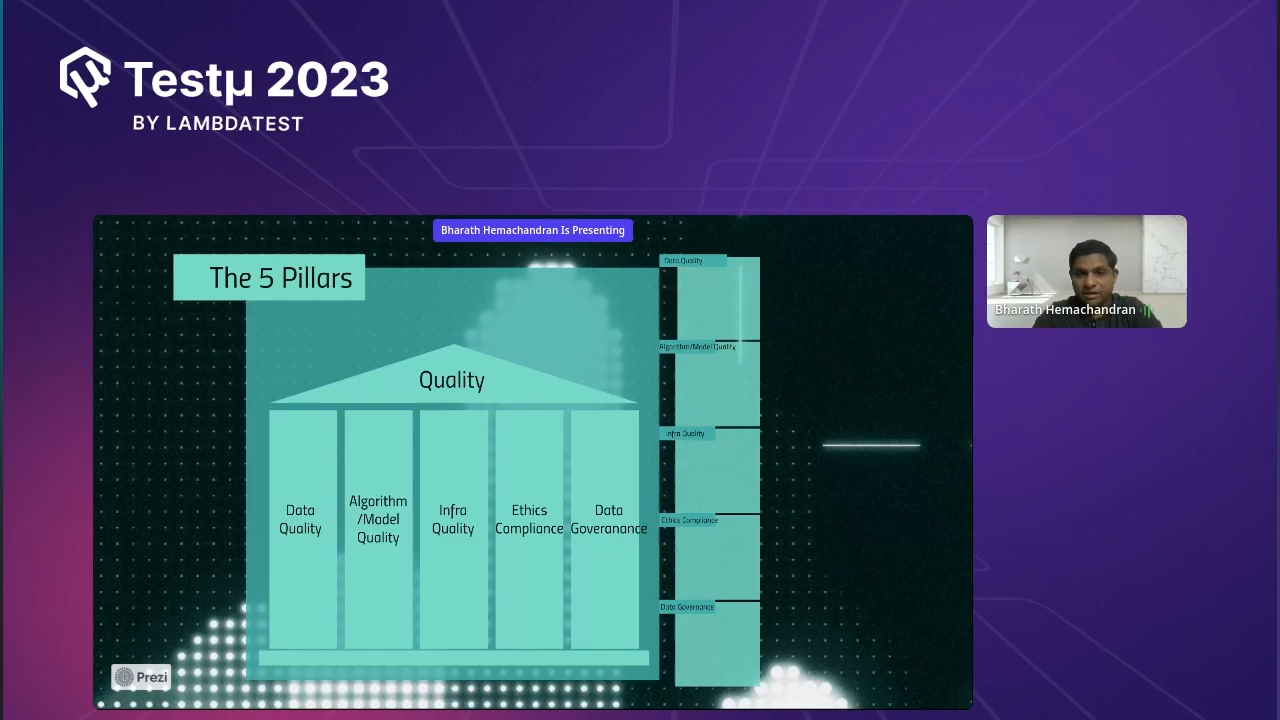 Testμ 2023
BY LAMBDATEST
Bharath Hemachandran Is Presenting
The 5 Pillars
Quality
Data
Quality
Algorithm
/Model
Quality
Infra
Quality
Ethics
Compliance
Data
Goveranance
Data Quality
Algorithm/Model Quality
Infra Quality
Ethics Compliance
Data Governance
Prezi
Bharath Hemachandran